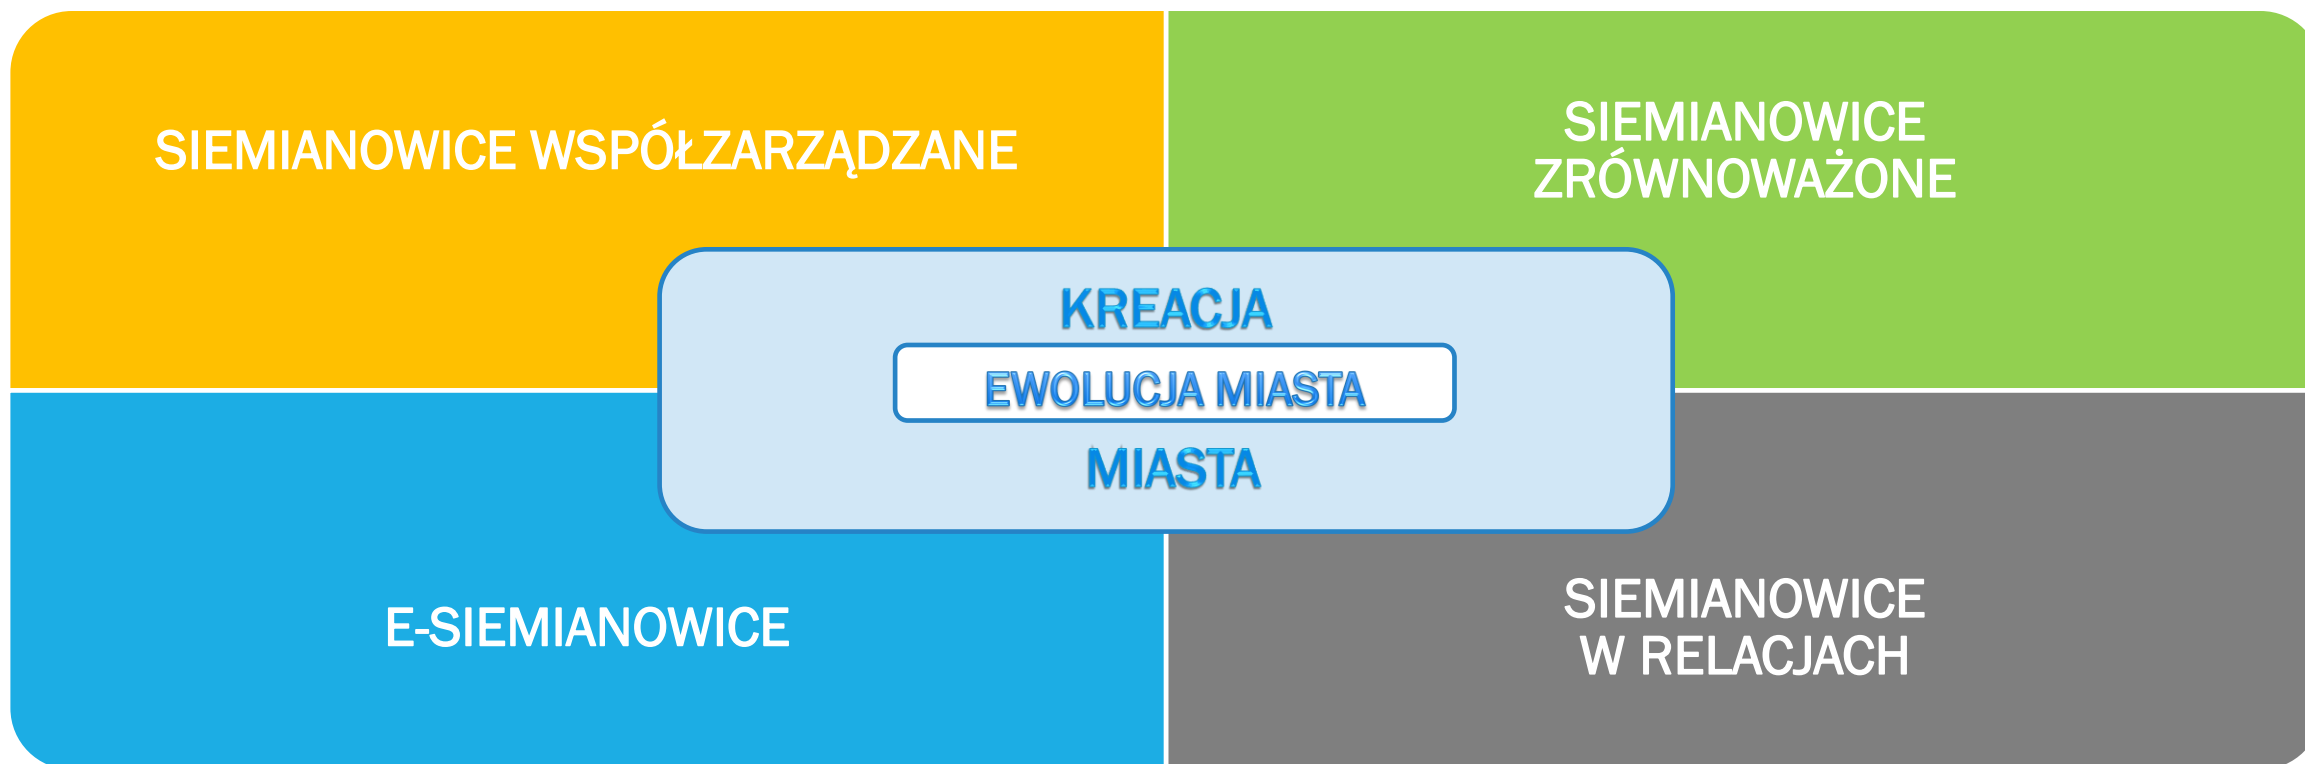 SIEMIANOWICE WSPÓŁZARZĄDZANE
SIEMIANOWICE
ZRÓWNOWAŻONE
KREACJA
EWOLUCJA MIASTA
MIASTA
E-SIEMIANOWICE
SIEMIANOWICE
W RELACJACH